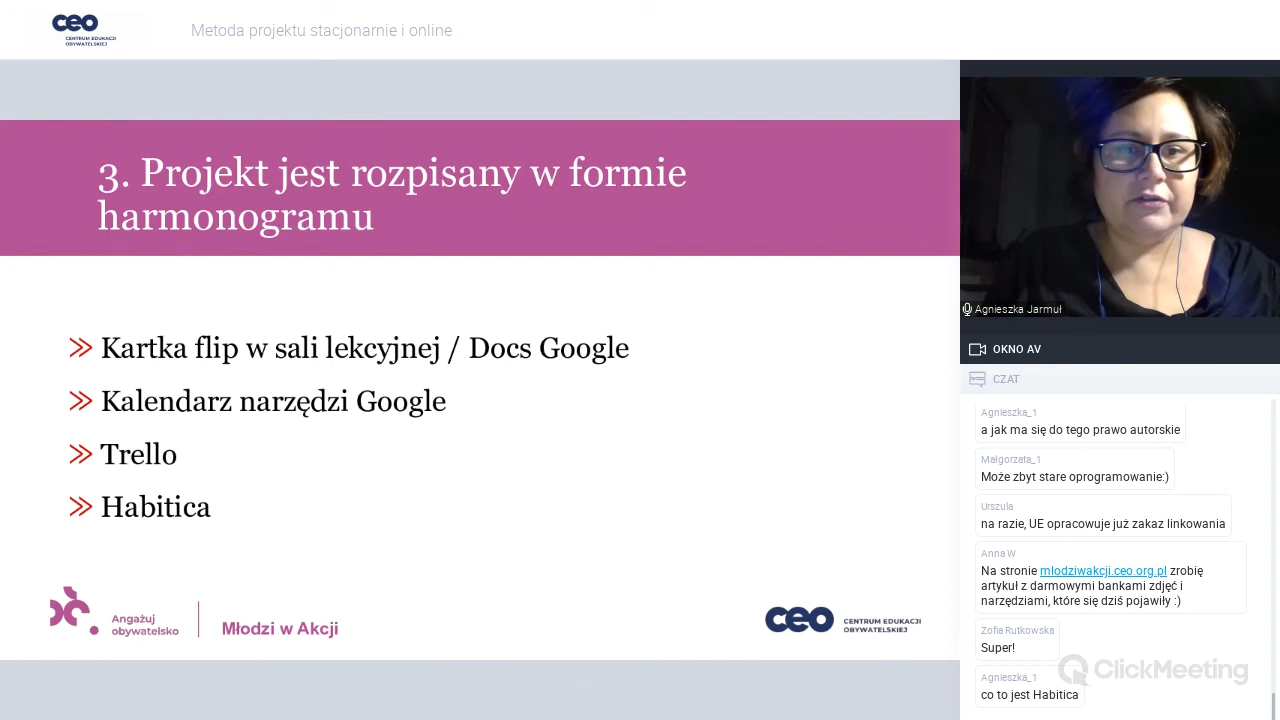 ceo
CENTRUM EDUKACJI
OBYWATELSKIEJ
Metoda projektu stacjonarnie i online
3. Projekt jest rozpisany w formie
harmonogramu
Kartka flip w sali lekcyjnej / Docs Google
Kalendarz narzędzi Google
Trello
Habitica
Angażuj
obywatelsko
Młodzi w Akcji
ceo
CENTRUM EDUKACJI
OBYWATELSKIEJ
Agnieszka Jarmuł
OKNO AV
CZAT
Agnieszka_1
a jak ma się do tego prawo autorskie
Małgorzata_1
Może zbyt stare oprogramowanie:)
Urszula
na razie, UE opracowuje już zakaz linkowania
Anna W
Na stronie mlodziwakcji.ceo.org.pl zrobię
artykuł z darmowymi bankami zdjęć i
narzędziami, które się dziś pojawiły :)
Zofia Rutkowska
Super!
Agnieszka_1
co to jest Habitica
ClickMeeting